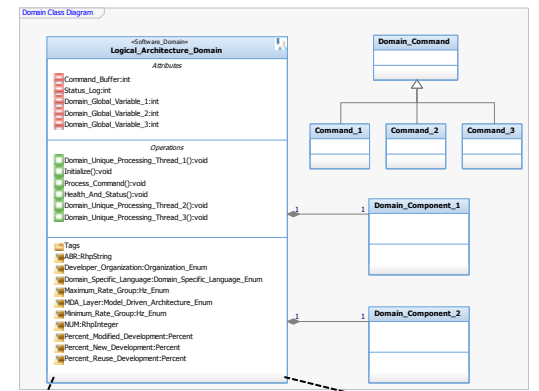 Domain Class Diagram
«Software_Domain»
Logical_Architecture_Domain
Attributes
Command_Buffer:int
Status_Log:int
Domain_Global_Variable_1:int
Domain_Global_Variable_2:int
Domain_Global_Variable_3:int
Operations
Domain_Unique_Processing_Thread_1():void
Initialize():void
Process_Command():void
Health_And_Status():void
Domain_Unique_Processing_Thread_2():void
Domain_Unique_Processing_Thread_3():void
Tags
ABR:RhpString
Developer_Organization:Organization_Enum
Domain_Specific_Language:Domain_Specific_Language_Enum
Maximum_Rate_Group:Hz_Enum
MDA_Layer:Model_Driven_Architecture_Enum
Minimum_Rate_Group:Hz_Enum
NUM:RhpInteger
Percent_Modified_Development:Percent
Percent_New_Development:Percent
Percent_Reuse_Development:Percent
Domain_Command
Command_1
Command_2
Command_3
1
1
Domain_Component_1
1
1
Domain_Component_2